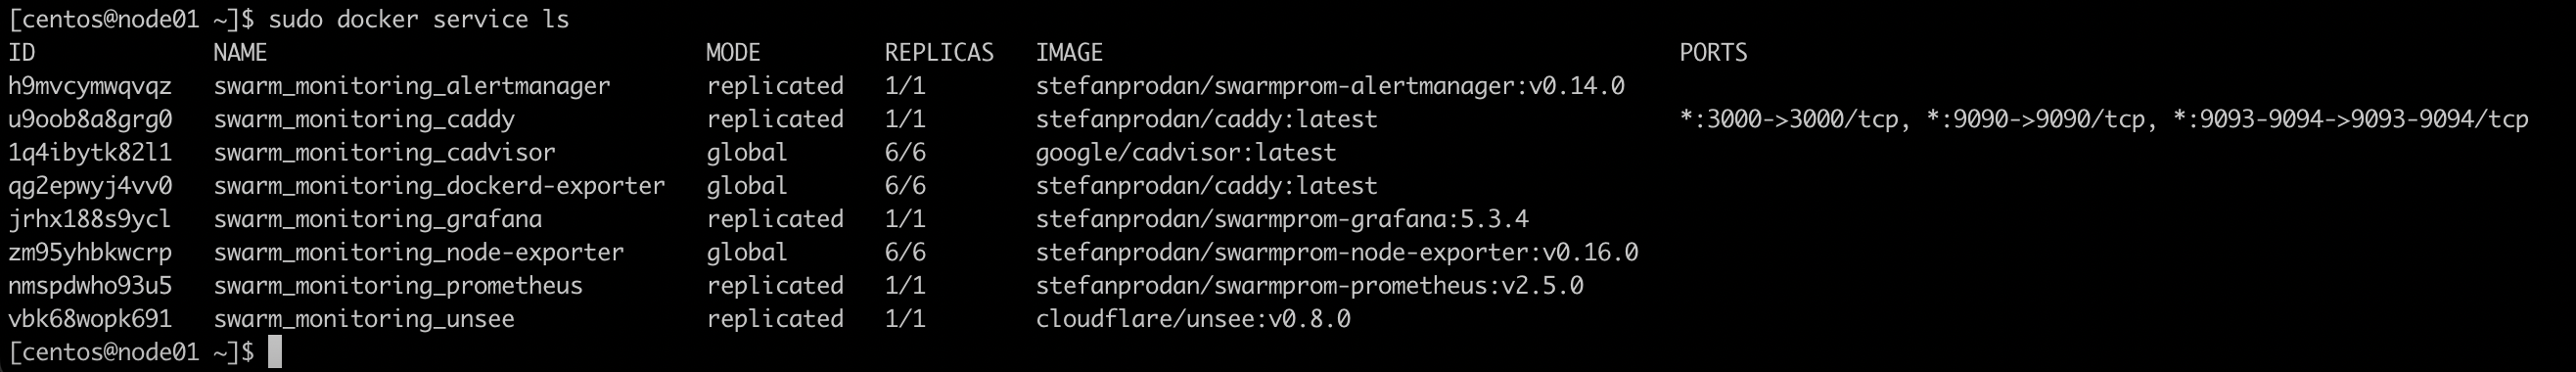 [centos@node01 ~]$ sudo docker service ls
ID NAME MODE REPLICAS IMAGE PORTS
h9mvcymwqvqz swarm_monitoring_alertmanager replicated 1/1 stefanprodan/swarmprom-alertmanager:v0.14.0
u9oob8a8grg0 swarm_monitoring_caddy replicated 1/1 stefanprodan/caddy:latest *:3000->3000/tcp, *:9090->9090/tcp, *:9093-9094->9093-9094/tcp
1q4ibytk82l1 swarm_monitoring_cadvisor global 6/6 google/cadvisor:latest
qg2epwyj4vv0 swarm_monitoring_dockerd-exporter global 6/6 stefanprodan/caddy:latest
jrhx188s9ycl swarm_monitoring_grafana replicated 1/1 stefanprodan/swarmprom-grafana:5.3.4
zm95yhbkwcrp swarm_monitoring_node-exporter global 6/6 stefanprodan/swarmprom-node-exporter:v0.16.0
nmspdwho93u5 swarm_monitoring_prometheus replicated 1/1 stefanprodan/swarmprom-prometheus:v2.5.0
vbk68wopk691 swarm_monitoring_unsee replicated 1/1 cloudflare/unsee:v0.8.0
[centos@node01 ~]$